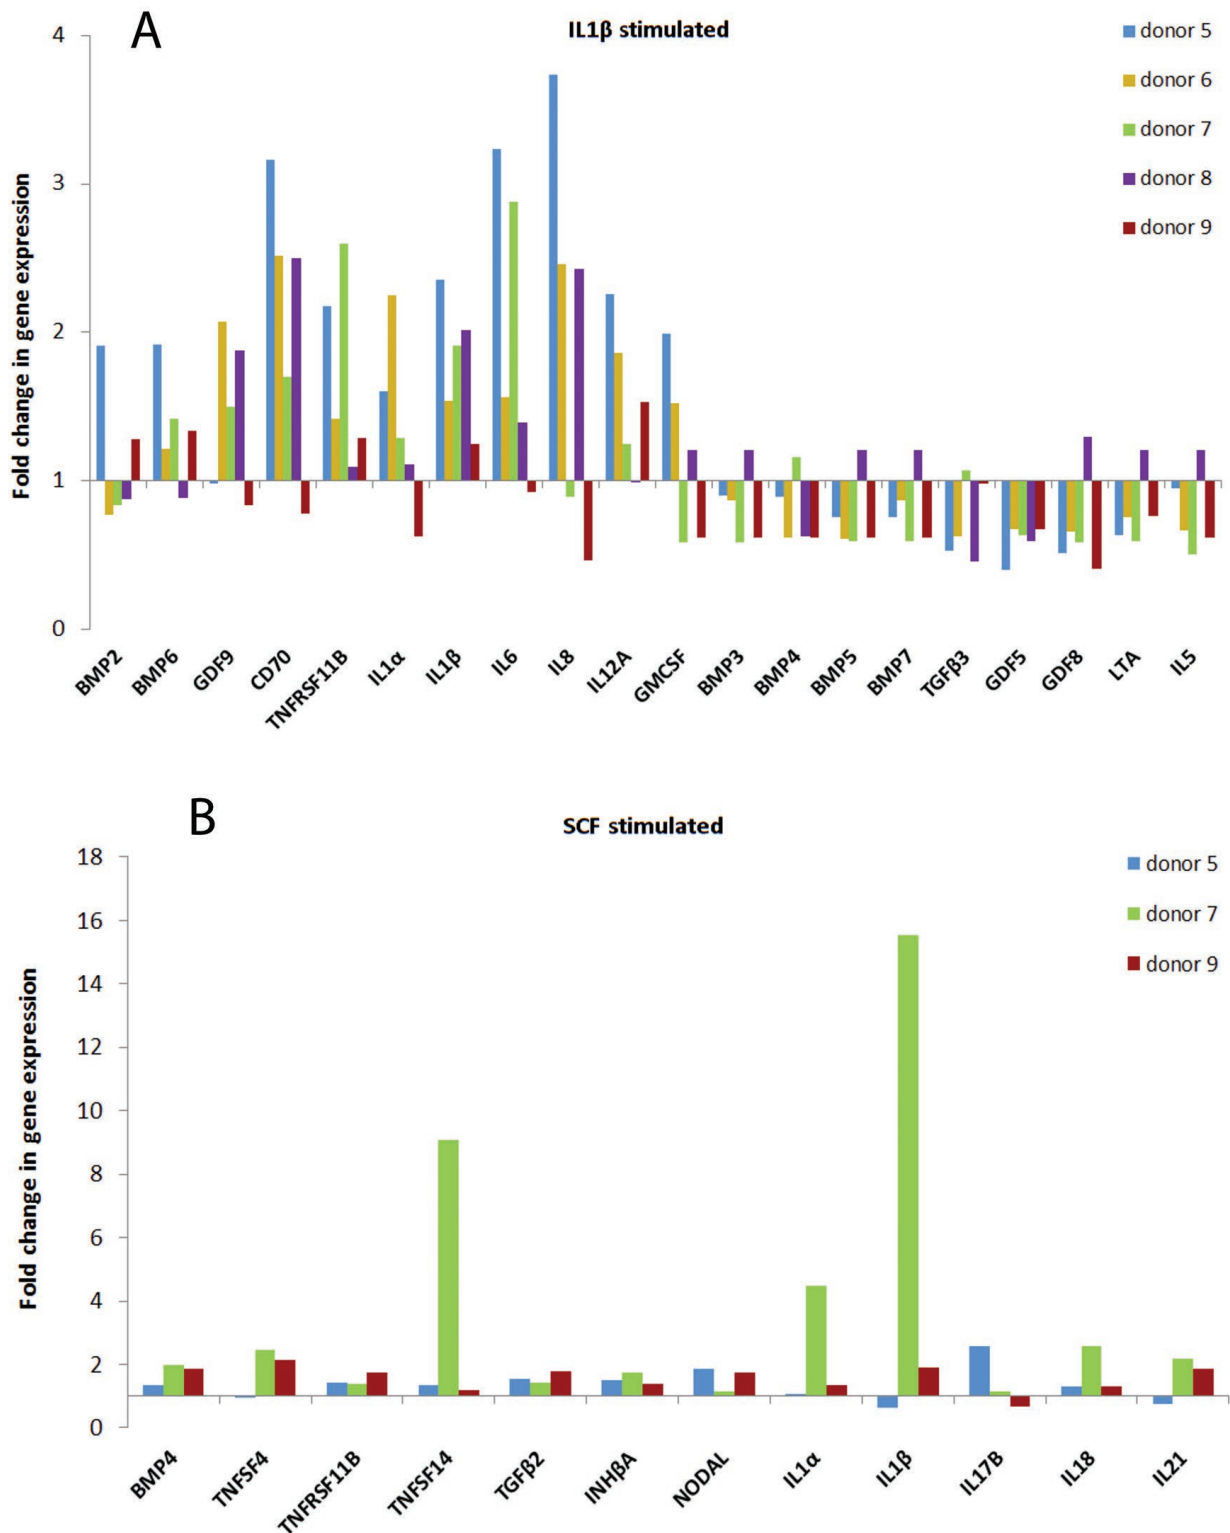 A
IL1β stimulated
donor 5
donor 6
donor 7
donor 8
donor 9
Fold change in gene expression
4
3
2
1
0
BMP2
BMP6
GDF9
CD70
TNFRSF11B
IL1α
IL1β
IL6
IL8
IL12A
GMCSF
BMP3
BMP4
BMP5
BMP7
TGFβ3
GDF5
GDF8
LTA
IL5
B
SCF stimulated
donor 5
donor 7
donor 9
Fold change in gene expression
18
16
14
12
10
8
6
4
2
0
BMP4
TNFSF4
TNFRSF11B
TNFSF14
TGFβ2
INHβA
NODAL
IL1α
IL1β
IL17B
IL18
IL21